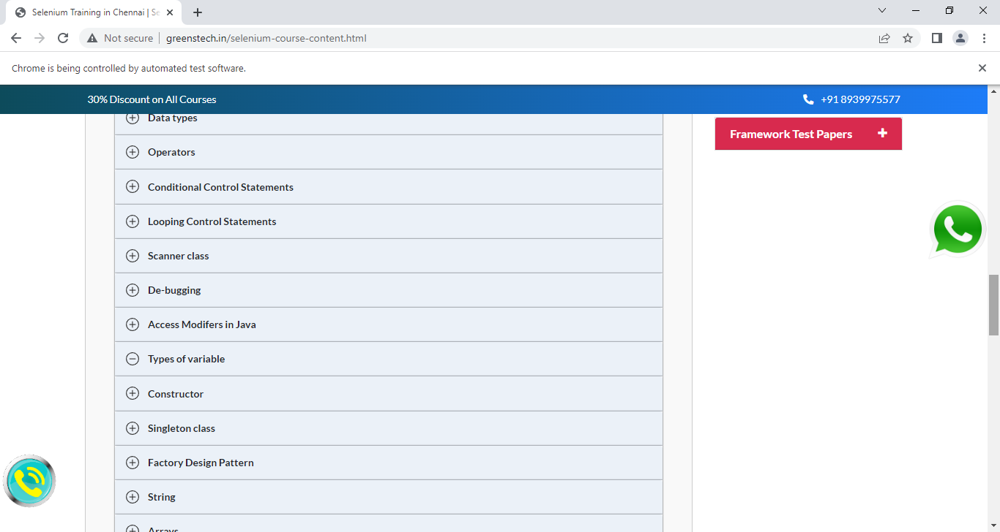 Selenium Training in Chennai | Se
Not secure
greenstech.in/selenium-course-content.html
Chrome is being controlled by automated test software.
30% Discount on All Courses
+91 8939975577
Data types
Framework Test Papers
Operators
Conditional Control Statements
Looping Control Statements
Scanner class
De-bugging
Access Modifers in Java
Types of variable
Constructor
Singleton class
Factory Design Pattern
String
Arrays